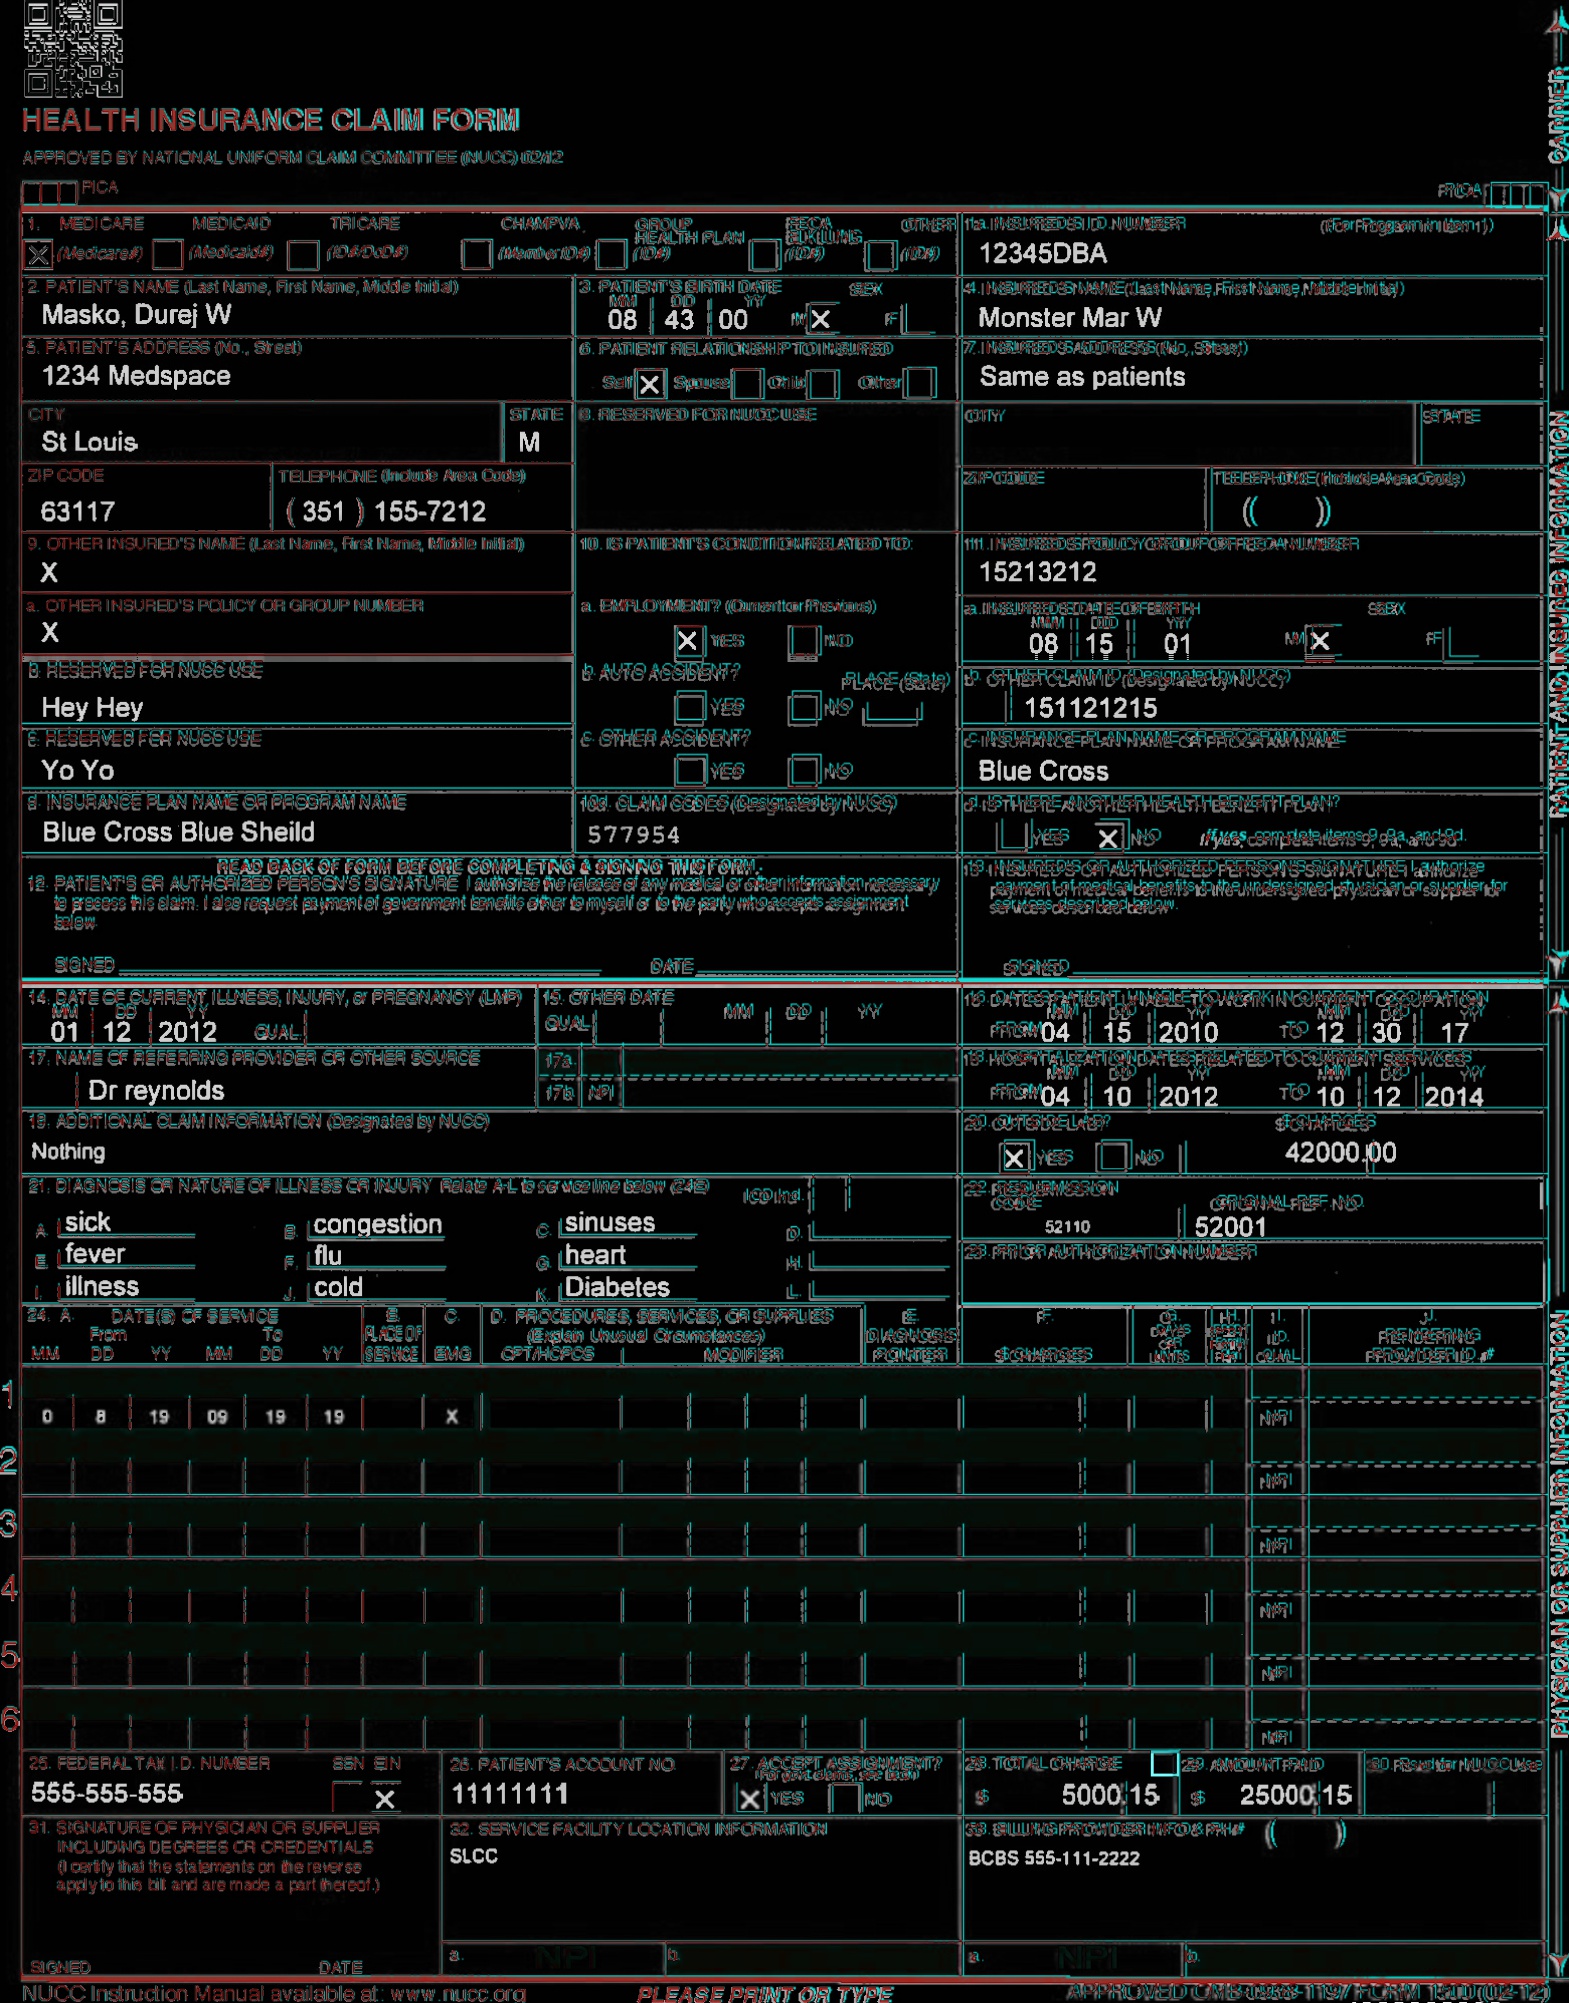 HEALTH INSURANCE CLAIM FORM
APPROVED BY NATIONAL UNIFORM CLAIM COMMITTEE (NUCC) 02/12
PICA PICA
CARRIER
1. MEDICARE MEDICAID TRICARE CHAMPVA GROUP HEALTH PLAN FECA BLK LUNG OTHER
X (Medicare#) (Medicaid#) (ID#/DoD#) (Member ID#) (ID#) (ID#) (ID#)
1a. INSURED'S I.D. NUMBER (For Program in Item 1)
12345DBA
2. PATIENT'S NAME (Last Name, First Name, Middle Initial)
Masko, Durej W
3. PATIENT'S BIRTH DATE SEX
MM DD YY
08 43 00 M X F
4. INSURED'S NAME (Last Name, First Name, Middle Initial)
Monster Mar W
5. PATIENT'S ADDRESS (No., Street)
1234 Medspace
6. PATIENT RELATIONSHIP TO INSURED
Self X Spouse Child Other
7. INSURED'S ADDRESS (No., Street)
Same as patients
CITY STATE
St Louis M
8. RESERVED FOR NUCC USE
CITY STATE
ZIP CODE TELEPHONE (Include Area Code)
63117 ( 351 ) 155-7212
ZIP CODE TELEPHONE (Include Area Code)
( )
9. OTHER INSURED'S NAME (Last Name, First Name, Middle Initial)
X
10. IS PATIENT'S CONDITION RELATED TO:
11. INSURED'S POLICY GROUP OR FECA NUMBER
15213212
a. OTHER INSURED'S POLICY OR GROUP NUMBER
X
a. EMPLOYMENT? (Current or Previous)
X YES NO
a. INSURED'S DATE OF BIRTH SEX
MM DD YY
08 15 01 M X F
b. RESERVED FOR NUCC USE
Hey Hey
b. AUTO ACCIDENT? PLACE (State)
YES NO
b. OTHER CLAIM ID (Designated by NUCC)
151121215
c. RESERVED FOR NUCC USE
Yo Yo
c. OTHER ACCIDENT?
YES NO
c. INSURANCE PLAN NAME OR PROGRAM NAME
Blue Cross
d. INSURANCE PLAN NAME OR PROGRAM NAME
Blue Cross Blue Sheild
10d. CLAIM CODES (Designated by NUCC)
577954
d. IS THERE ANOTHER HEALTH BENEFIT PLAN?
YES X NO If yes, complete items 9, 9a, and 9d.
PATIENT AND INSURED INFORMATION
READ BACK OF FORM BEFORE COMPLETING & SIGNING THIS FORM.
12. PATIENT'S OR AUTHORIZED PERSON'S SIGNATURE I authorize the release of any medical or other information necessary
to process this claim. I also request payment of government benefits either to myself or to the party who accepts assignment
below.
SIGNED DATE
13. INSURED'S OR AUTHORIZED PERSON'S SIGNATURE I authorize
payment of medical benefits to the undersigned physician or supplier for
services described below.
SIGNED
14. DATE OF CURRENT ILLNESS, INJURY, or PREGNANCY (LMP)
MM DD YY
01 12 2012 QUAL.
15. OTHER DATE
QUAL. MM DD YY
16. DATES PATIENT UNABLE TO WORK IN CURRENT OCCUPATION
MM DD YY MM DD YY
FROM 04 15 2010 TO 12 30 17
17. NAME OF REFERRING PROVIDER OR OTHER SOURCE
Dr reynolds
17a.
17b. NPI
18. HOSPITALIZATION DATES RELATED TO CURRENT SERVICES
MM DD YY MM DD YY
FROM 04 10 2012 TO 10 12 2014
19. ADDITIONAL CLAIM INFORMATION (Designated by NUCC)
Nothing
20. OUTSIDE LAB? $ CHARGES
X YES NO 42000.00
21. DIAGNOSIS OR NATURE OF ILLNESS OR INJURY Relate A-L to service line below (24E) ICD Ind.
A. sick B. congestion C. sinuses D.
E. fever F. flu G. heart H.
I. illness J. cold K. Diabetes L.
22. RESUBMISSION CODE ORIGINAL REF. NO.
52110 52001
23. PRIOR AUTHORIZATION NUMBER
24. A. DATE(S) OF SERVICE B. C. D. PROCEDURES, SERVICES, OR SUPPLIES E. F. G. H. I. J.
From To PLACE OF (Explain Unusual Circumstances) DIAGNOSIS DAYS OR ID. RENDERING
MM DD YY MM DD YY SERVICE EMG CPT/HCPCS MODIFIER POINTER $ CHARGES UNITS QUAL. PROVIDER ID. #
1 0 8 19 09 19 19 X NPI
2 NPI
3 NPI
4 NPI
5 NPI
6 NPI
PHYSICIAN OR SUPPLIER INFORMATION
25. FEDERAL TAX I.D. NUMBER SSN EIN
555-555-555 X
26. PATIENT'S ACCOUNT NO.
11111111
27. ACCEPT ASSIGNMENT?
(For govt. claims, see back)
X YES NO
28. TOTAL CHARGE
$ 5000 15
29. AMOUNT PAID
$ 25000 15
30. Rsvd for NUCC Use
31. SIGNATURE OF PHYSICIAN OR SUPPLIER
INCLUDING DEGREES OR CREDENTIALS
(I certify that the statements on the reverse
apply to this bill and are made a part thereof.)
SIGNED DATE
32. SERVICE FACILITY LOCATION INFORMATION
SLCC
a. NPI b.
33. BILLING PROVIDER INFO & PH # ( )
BCBS 555-111-2222
a. NPI b.
NUCC Instruction Manual available at: www.nucc.org
PLEASE PRINT OR TYPE
APPROVED OMB-0938-1197 FORM 1500 (02-12)